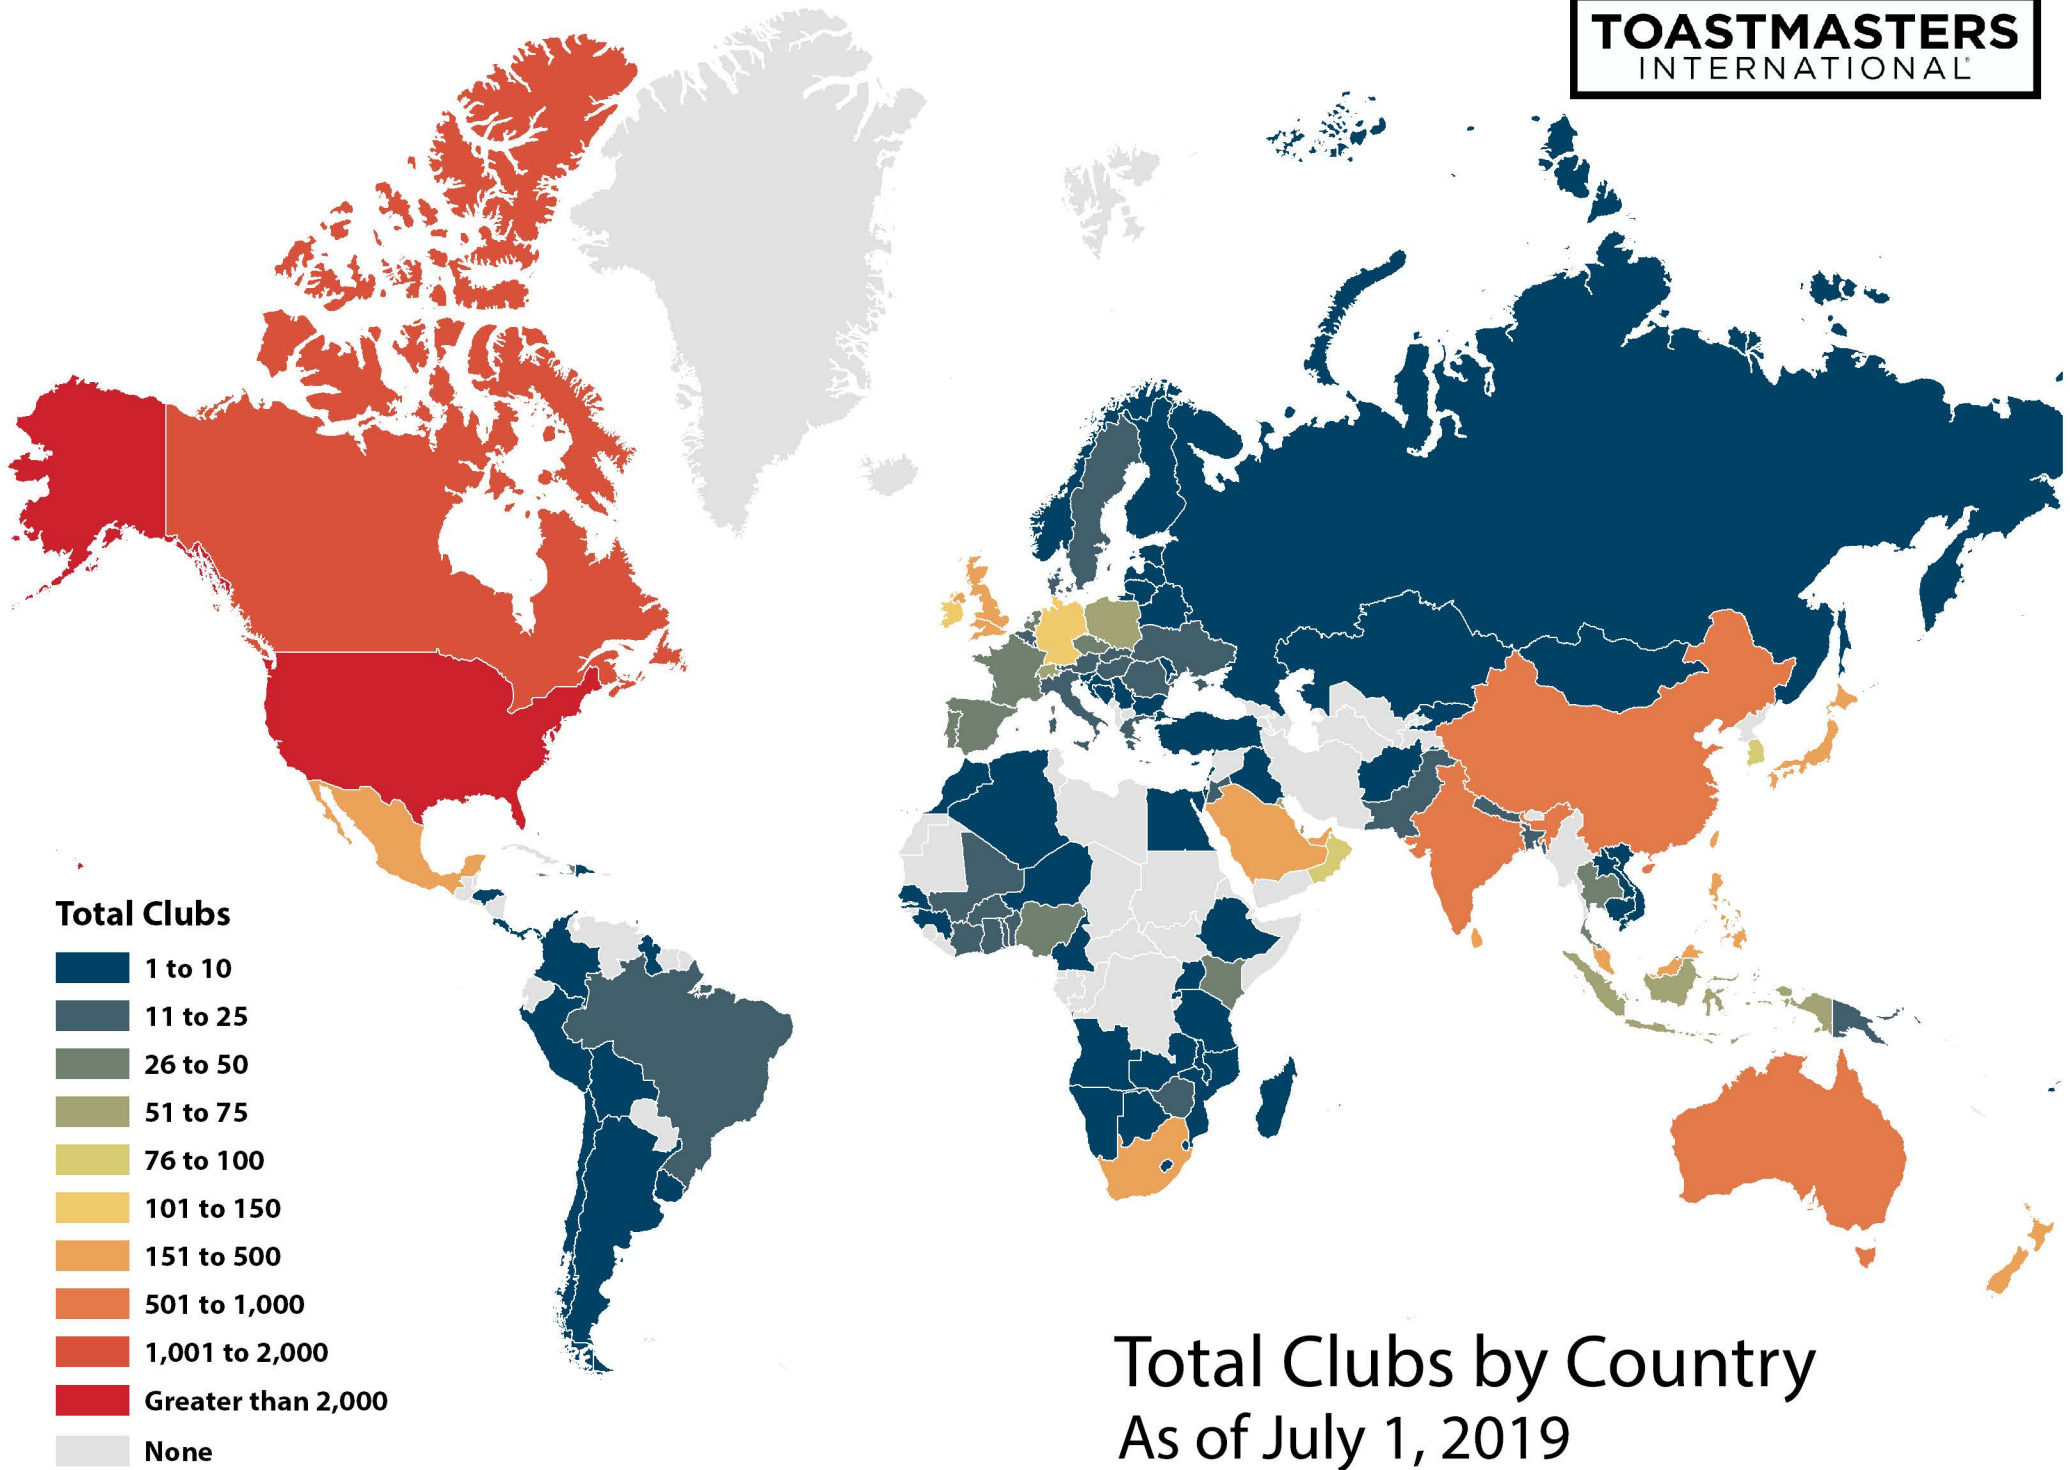 TOASTMASTERS
INTERNATIONAL®
Total Clubs
1 to 10
11 to 25
26 to 50
51 to 75
76 to 100
101 to 150
151 to 500
501 to 1,000
1,001 to 2,000
Greater than 2,000
None
Total Clubs by Country
As of July 1, 2019